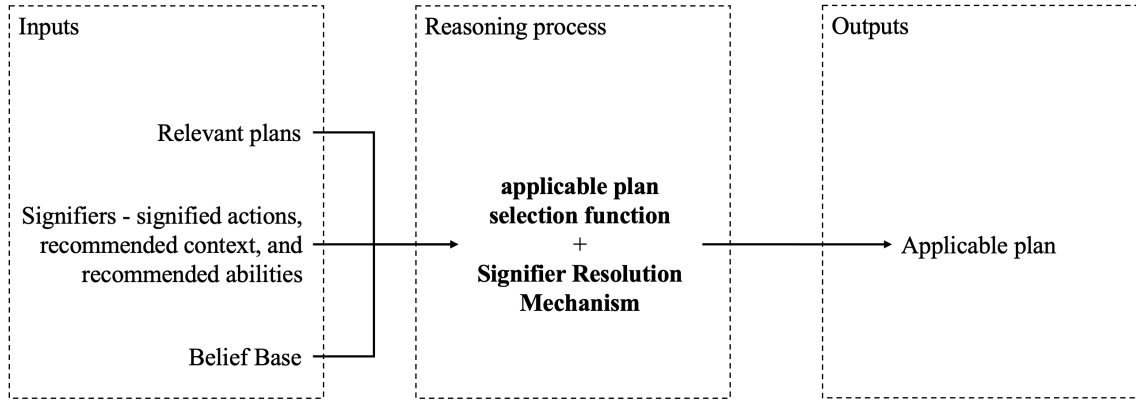 Inputs
Relevant plans
Signifiers - signified actions,
recommended context, and
recommended abilities
Belief Base
Reasoning process
applicable plan
selection function
+
Signifier Resolution
Mechanism
Outputs
Applicable plan